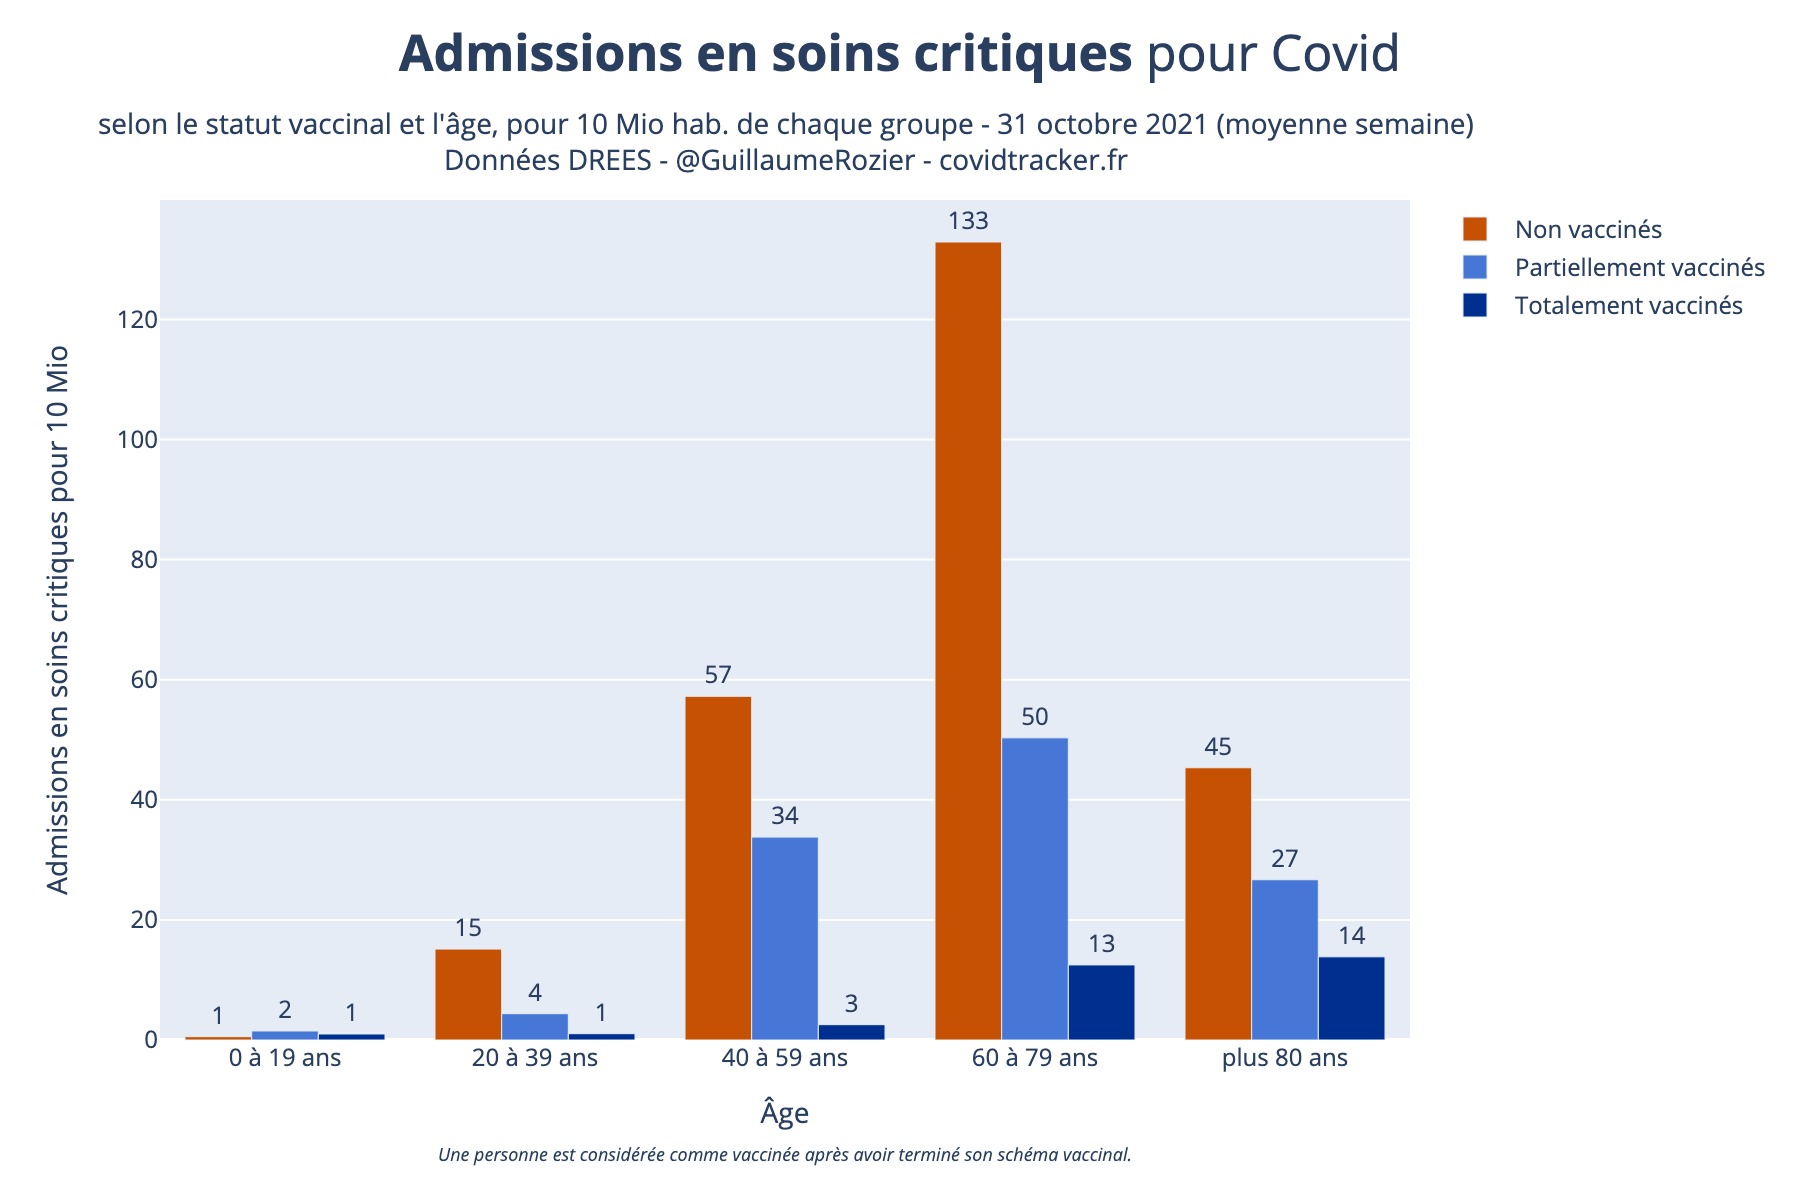 Admissions en soins critiques pour Covid
selon le statut vaccinal et l'âge, pour 10 Mio hab. de chaque groupe - 31 octobre 2021 (moyenne semaine)
Données DREES - @GuillaumeRozier - covidtracker.fr
Non vaccinés
Partiellement vaccinés
Totalement vaccinés
Admissions en soins critiques pour 10 Mio
120
100
80
60
40
20
0
1
2
1
15
4
1
57
34
3
133
50
13
45
27
14
0 à 19 ans
20 à 39 ans
40 à 59 ans
60 à 79 ans
plus 80 ans
Âge
Une personne est considérée comme vaccinée après avoir terminé son schéma vaccinal.